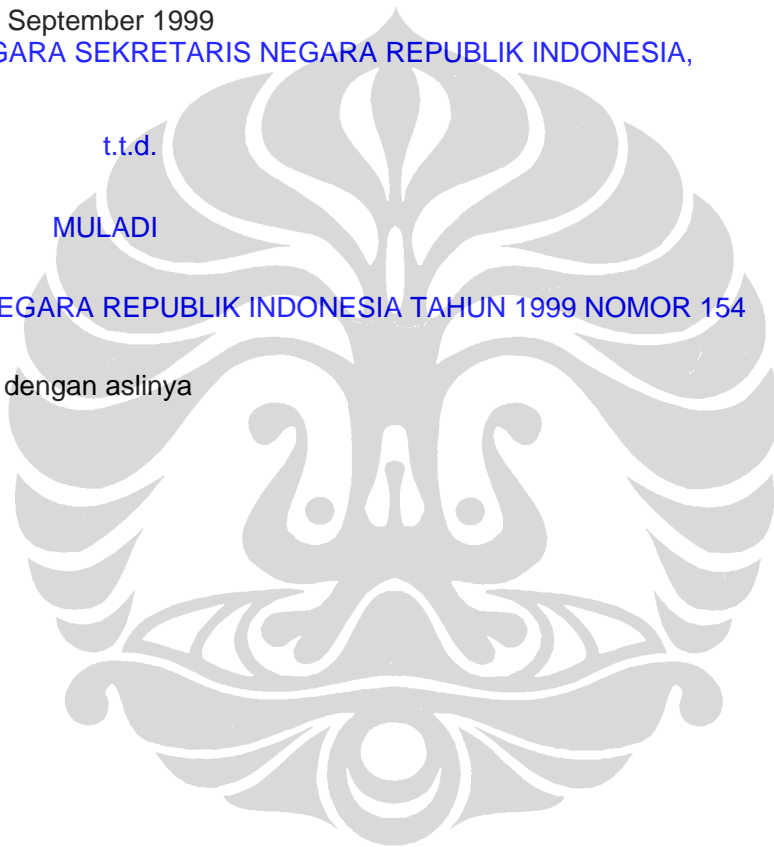 September 1999
GARA SEKRETARIS NEGARA REPUBLIK INDONESIA,
t.t.d.
MULADI
EGARA REPUBLIK INDONESIA TAHUN 1999 NOMOR 154
dengan aslinya